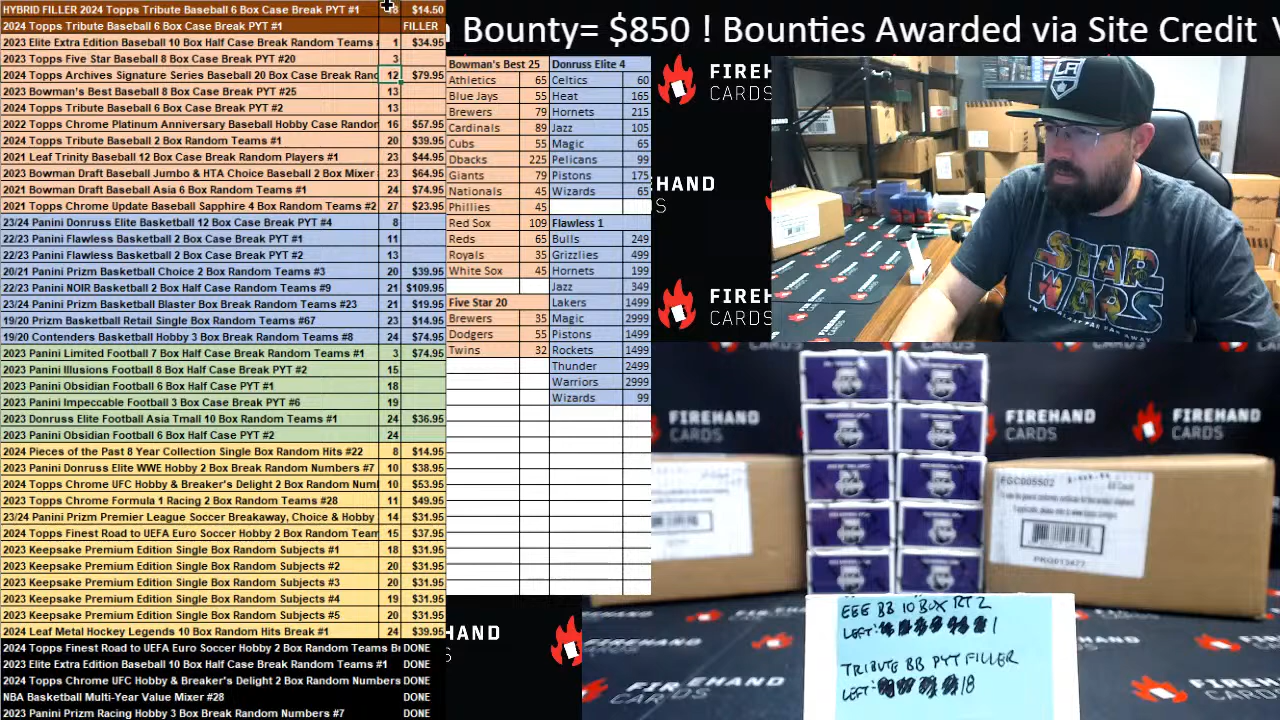 Bounty= $850 ! Bounties Awarded via Site Credit
HYBRID FILLER 2024 Topps Tribute Baseball 6 Box Case Break PYT #1 $14.50
2024 Topps Tribute Baseball 6 Box Case Break PYT #1 FILLER
2023 Elite Extra Edition Baseball 10 Box Half Case Break Random Teams 1 $34.95
2023 Topps Five Star Baseball 8 Box Case Break PYT #20 3
2024 Topps Archives Signature Series Baseball 20 Box Case Break Ranc 12 $79.95
2023 Bowman's Best Baseball 8 Box Case Break PYT #25 13
2024 Topps Tribute Baseball 6 Box Case Break PYT #2 13
2022 Topps Chrome Platinum Anniversary Baseball Hobby Case Randor 16 $57.95
2024 Topps Tribute Baseball 2 Box Random Teams #1 20 $39.95
2021 Leaf Trinity Baseball 12 Box Case Break Random Players #1 23 $44.95
2023 Bowman Draft Baseball Jumbo & HTA Choice Baseball 2 Box Mixer 23 $64.95
2021 Bowman Draft Baseball Asia 6 Box Random Teams #1 24 $74.95
2021 Topps Chrome Update Baseball Sapphire 4 Box Random Teams #2 27 $23.95
23/24 Panini Donruss Elite Basketball 12 Box Case Break PYT #4 8
22/23 Panini Flawless Basketball 2 Box Case Break PYT #1 11
22/23 Panini Flawless Basketball 2 Box Case Break PYT #2 13
20/21 Panini Prizm Basketball Choice 2 Box Random Teams #3 20 $39.95
22/23 Panini NOIR Basketball 2 Box Half Case Random Teams #9 21 $109.95
23/24 Panini Prizm Basketball Blaster Box Break Random Teams #23 21 $19.95
19/20 Prizm Basketball Retail Single Box Random Teams #67 23 $14.95
19/20 Contenders Basketball Hobby 3 Box Break Random Teams #8 24 $74.95
2023 Panini Limited Football 7 Box Half Case Break Random Teams #1 3 $74.95
2023 Panini Illusions Football 8 Box Half Case Break PYT #2 15
2023 Panini Obsidian Football 6 Box Half Case PYT #1 18
2023 Panini Impeccable Football 3 Box Case Break PYT #6 19
2023 Donruss Elite Football Asia Tmall 10 Box Random Teams #1 24 $36.95
2023 Panini Obsidian Football 6 Box Half Case PYT #2 24
2024 Pieces of the Past 8 Year Collection Single Box Random Hits #22 8 $14.95
2023 Panini Donruss Elite WWE Hobby 2 Box Break Random Numbers #7 10 $38.95
2024 Topps Chrome UFC Hobby & Breaker's Delight 2 Box Random Numl 10 $53.95
2023 Topps Chrome Formula 1 Racing 2 Box Random Teams #28 11 $49.95
23/24 Panini Prizm Premier League Soccer Breakaway, Choice & Hobby 14 $31.95
2024 Topps Finest Road to UEFA Euro Soccer Hobby 2 Box Random Team 15 $37.95
2023 Keepsake Premium Edition Single Box Random Subjects #1 18 $31.95
2023 Keepsake Premium Edition Single Box Random Subjects #2 20 $31.95
2023 Keepsake Premium Edition Single Box Random Subjects #3 20 $31.95
2023 Keepsake Premium Edition Single Box Random Subjects #4 19 $31.95
2023 Keepsake Premium Edition Single Box Random Subjects #5 20 $31.95
2024 Leaf Metal Hockey Legends 10 Box Random Hits Break #1 24 $39.95
2024 Topps Finest Road to UEFA Euro Soccer Hobby 2 Box Random Teams Br DONE
2023 Elite Extra Edition Baseball 10 Box Half Case Break Random Teams #1 DONE
2024 Topps Chrome UFC Hobby & Breaker's Delight 2 Box Random Numbers DONE
NBA Basketball Multi-Year Value Mixer #28 DONE
2023 Panini Prizm Racing Hobby 3 Box Break Random Numbers #7 DONE
Bowman's Best 25
Athletics 65
Blue Jays 55
Brewers 79
Cardinals 89
Cubs 55
Dbacks 225
Giants 79
Nationals 45
Phillies 45
Red Sox 109
Reds 65
Royals 35
White Sox 45
Five Star 20
Brewers 35
Dodgers 55
Twins 32
Donruss Elite 4
Celtics 60
Heat 165
Hornets 215
Jazz 105
Magic 65
Pelicans 99
Pistons 175
Wizards 65
Flawless 1
Bulls 249
Grizzlies 499
Hornets 199
Jazz 349
Lakers 1499
Magic 2999
Pistons 1499
Rockets 1499
Thunder 2499
Warriors 2999
Wizards 99
FIREH
CARDS
HAND
FIREH
CARDS
HAND
LA
STAR
WARS
FIREHAND
CARDS
FIREHAND
CARDS
FGC005502
PRG013477
EEE BB 10 BOX RT 2
LEFT: 1
TRIBUTE BB PYT FILLER
LEFT: 18